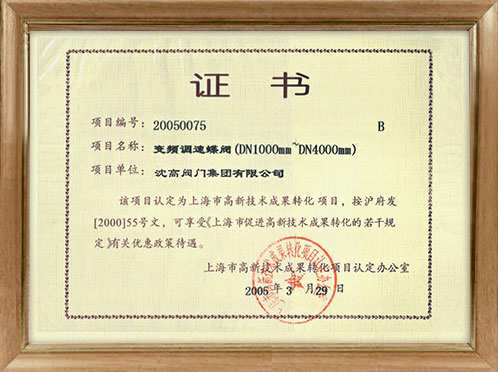 证书
项目编号：20050075 B
项目名称：变频调速蝶阀(DN1000mm~DN4000mm)
项目单位：沈高阀门集团有限公司
该项目认定为上海市高新技术成果转化项目，按沪府发
[2000]55号文，可享受《上海市促进高新技术成果转化的若干规
定》有关优惠政策待遇。
上海市高新技术成果转化项目认定办公室
2005年3月29日